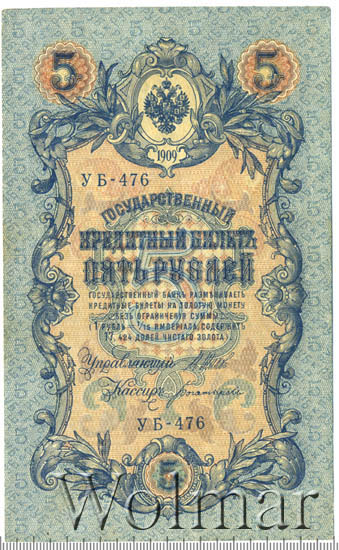 5 5
1909
УБ-476
ГОСУДАРСТВЕННЫЙ
КРЕДИТНЫЙ БИЛЕТЪ
ПЯТЬ РУБЛЕЙ
ГОСУДАРСТВЕННЫЙ БАНКЪ РАЗМѢНИВАЕТЪ
КРЕДИТНЫЕ БИЛЕТЫ НА ЗОЛОТУЮ МОНЕТУ
БЕЗЪ ОГРАНИЧЕНІЯ СУММЫ
(1 РУБЛЬ = 1/15 ИМПЕРІАЛА, СОДЕРЖИТЪ
17,424 ДОЛЕЙ ЧИСТАГО ЗОЛОТА)
Управляющій
Кассиръ
УБ-476
5
Wolmar